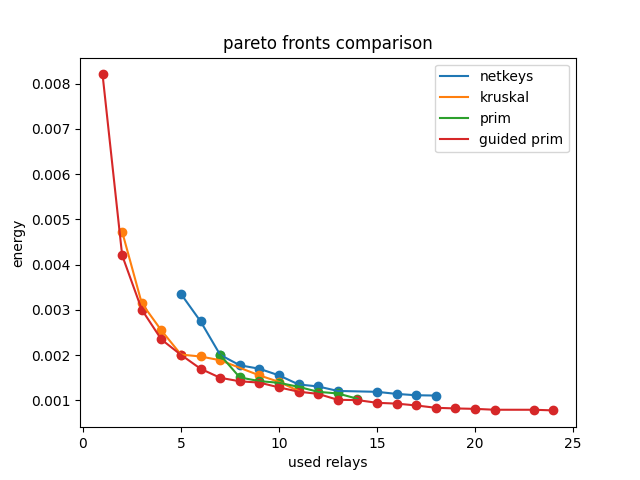 pareto fronts comparison
netkeys
kruskal
prim
guided prim
0.008
0.007
0.006
0.005
0.004
0.003
0.002
0.001
energy
0 5 10 15 20 25
used relays